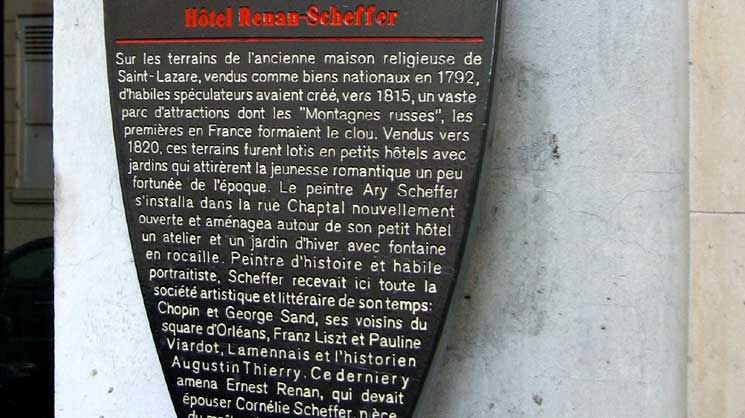 Hôtel Renan-Scheffer
Sur les terrains de l'ancienne maison religieuse de
Saint-Lazare, vendus comme biens nationaux en 1792,
d'habiles spéculateurs avaient créé, vers 1815, un vaste
parc d'attractions dont les "Montagnes russes", les
premières en France formaient le clou. Vendus vers
1820, ces terrains furent lotis en petits hôtels avec
jardins qui attirèrent la jeunesse romantique un peu
fortunée de l'époque. Le peintre Ary Scheffer
s'installa dans la rue Chaptal nouvellement
ouverte et aménagea autour de son petit hôtel
un atelier et un jardin d'hiver avec fontaine
en rocaille. Peintre d'histoire et habile
portraitiste, Scheffer recevait ici toute la
société artistique et littéraire de son temps:
Chopin et George Sand, ses voisins du
square d'Orléans, Franz Liszt et Pauline
Viardot, Lamennais et l'historien
Augustin Thierry. Ce dernier y
amena Ernest Renan, qui devait
épouser Cornélie Scheffer, nièce
du